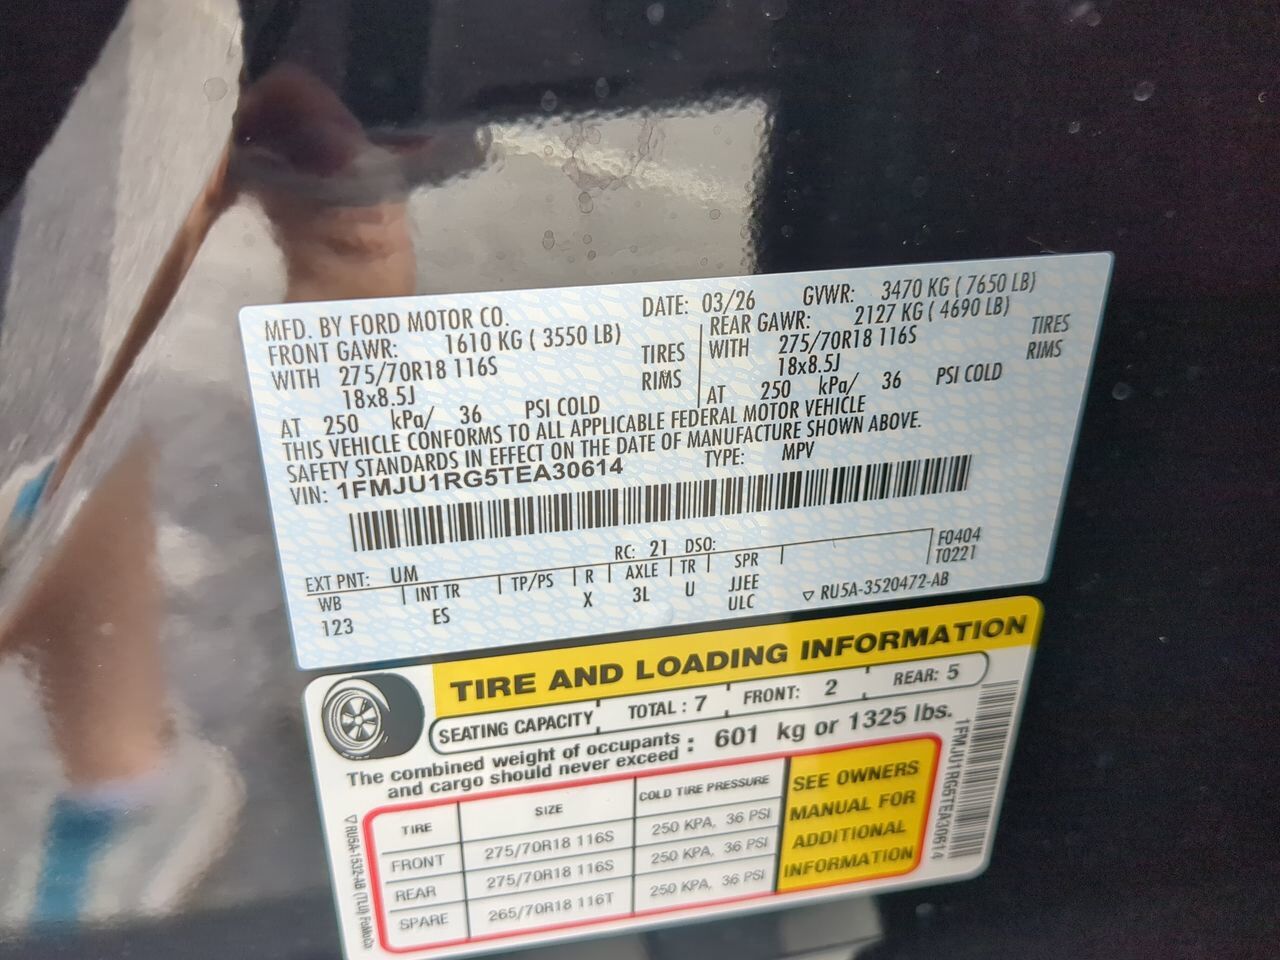 MFD. BY FORD MOTOR CO.
DATE: 03/26 GVWR: 3470 KG ( 7650 LB)
FRONT GAWR: 1610 KG ( 3550 LB)
WITH 275/70R18 116S TIRES
18x8.5J RIMS
AT 250 kPa/ 36 PSI COLD
REAR GAWR: 2127 KG ( 4690 LB)
WITH 275/70R18 116S TIRES
18x8.5J RIMS
AT 250 kPa/ 36 PSI COLD
THIS VEHICLE CONFORMS TO ALL APPLICABLE FEDERAL MOTOR VEHICLE
SAFETY STANDARDS IN EFFECT ON THE DATE OF MANUFACTURE SHOWN ABOVE.
VIN: 1FMJU1RG5TEA30614 TYPE: MPV
EXT PNT: UM RC: 21 DSO: F0404
WB INT TR TP/PS R AXLE TR SPR T0221
123 ES X 3L U JJEE
ULC ▽ RU5A-3520472-AB
TIRE AND LOADING INFORMATION
SEATING CAPACITY TOTAL : 7 FRONT: 2 REAR: 5
The combined weight of occupants
and cargo should never exceed : 601 kg or 1325 lbs.
TIRE SIZE COLD TIRE PRESSURE
FRONT 275/70R18 116S 250 KPA, 36 PSI
REAR 275/70R18 116S 250 KPA, 36 PSI
SPARE 265/70R18 116T 250 KPA, 36 PSI
SEE OWNERS
MANUAL FOR
ADDITIONAL
INFORMATION
1FMJU1RG5TEA30614
▽ RU5A-1532-AB (TLU) FoMoCo